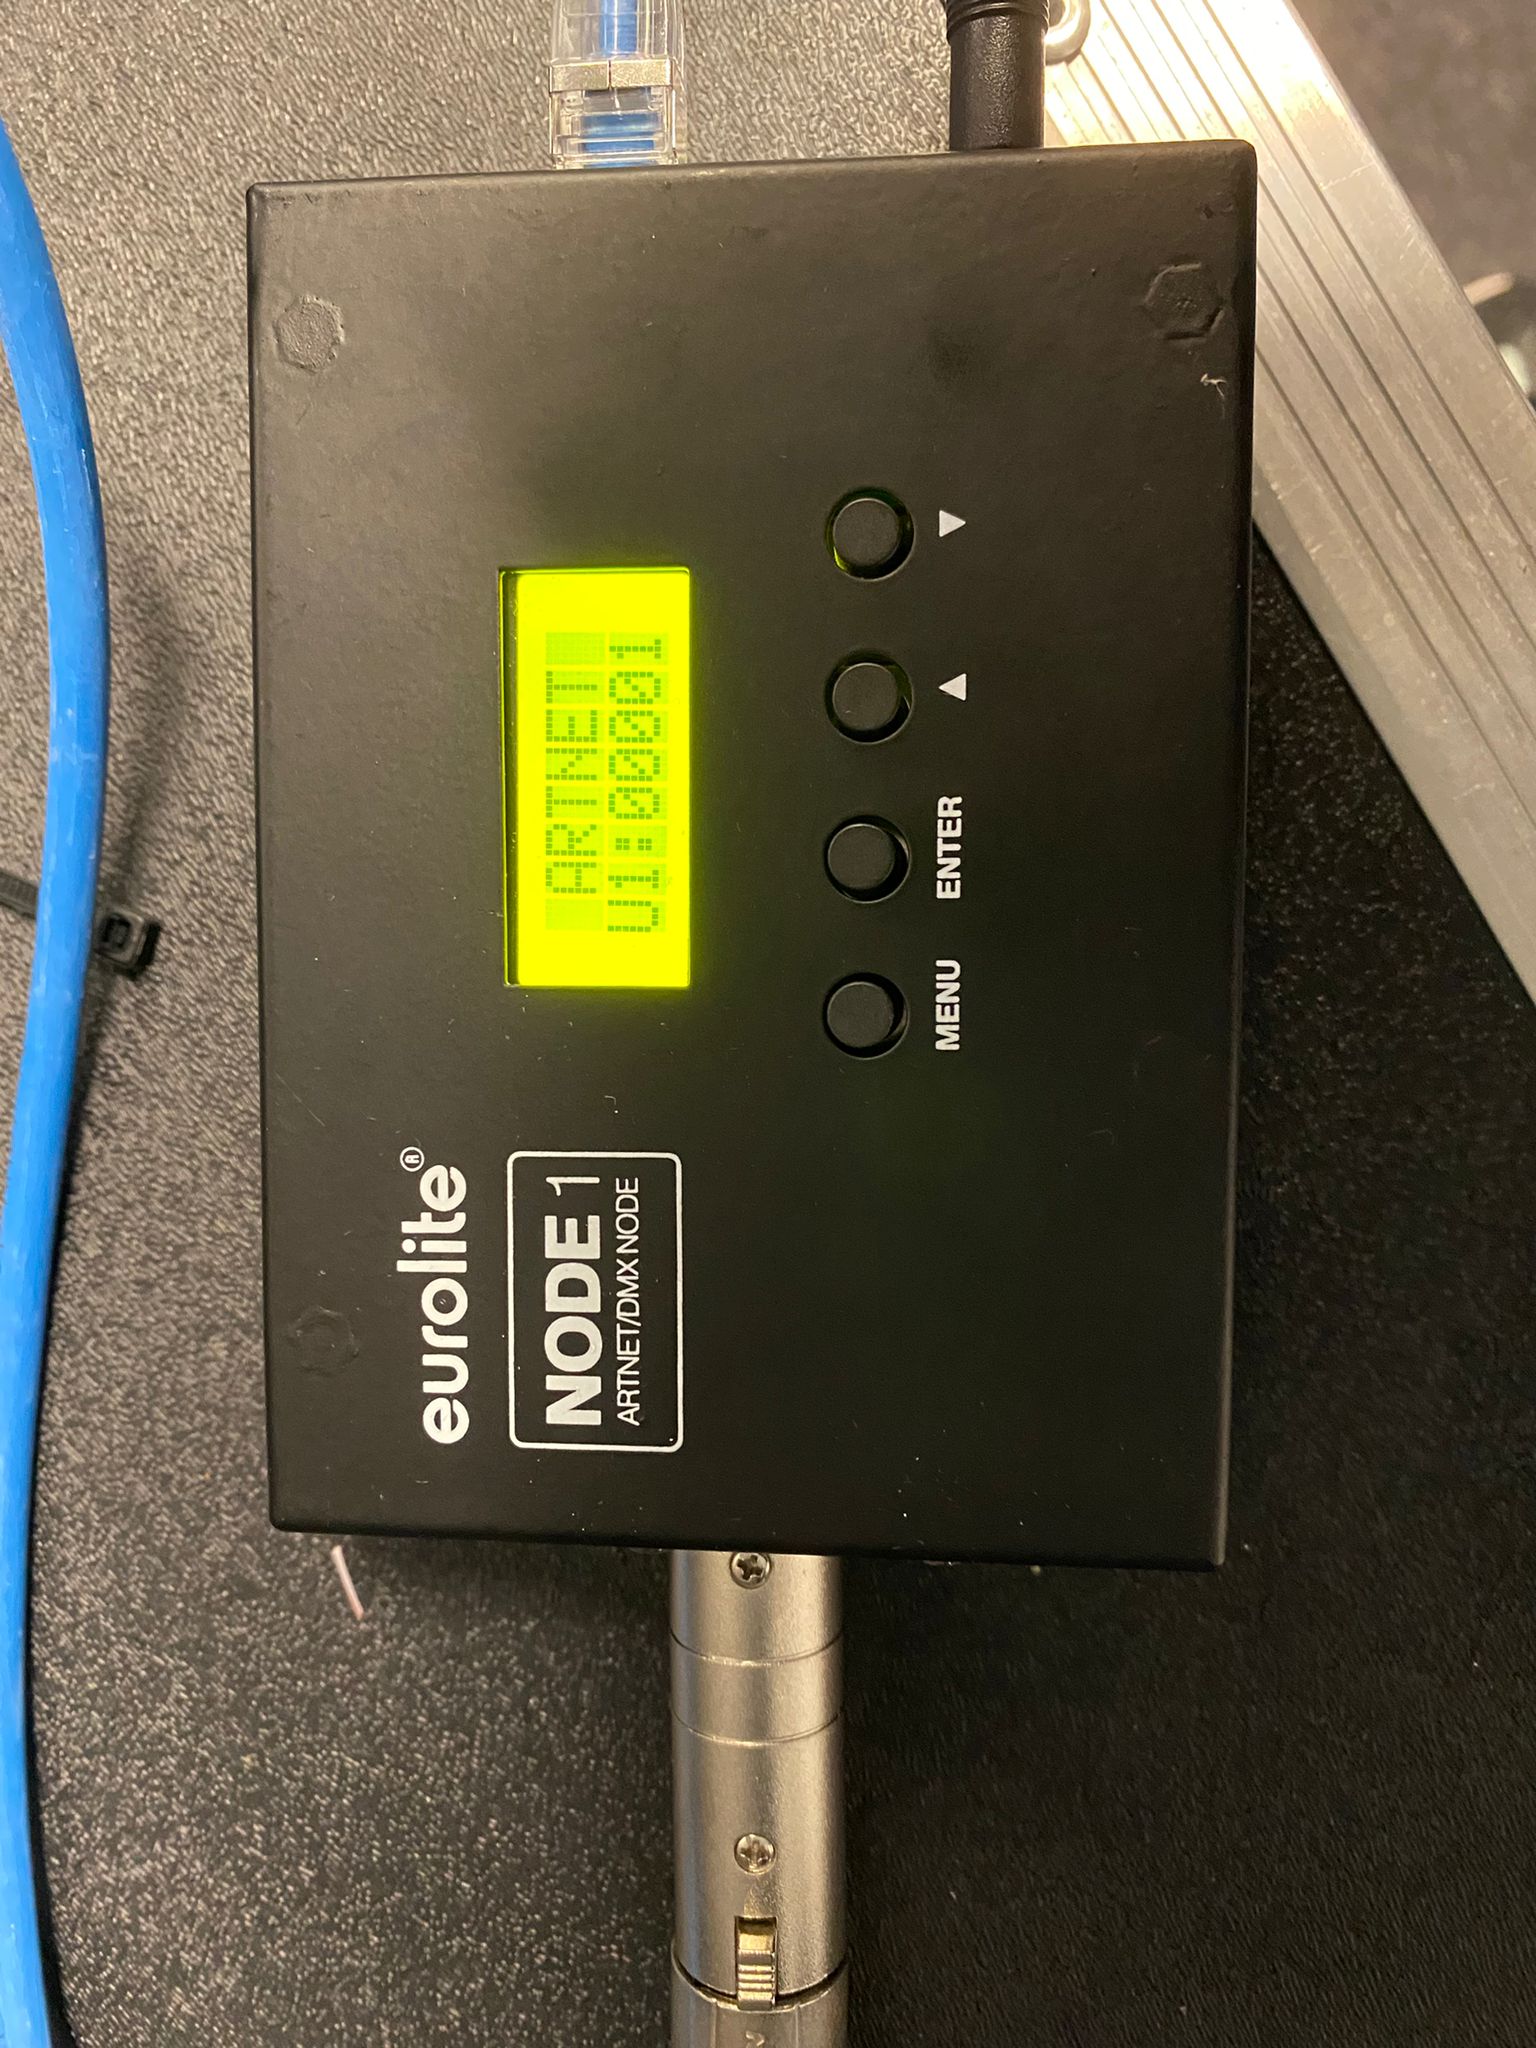 eurolite®
NODE 1
ARTNET/DMX NODE
ARTNET
U1:00001
MENU ENTER ▲ ▼